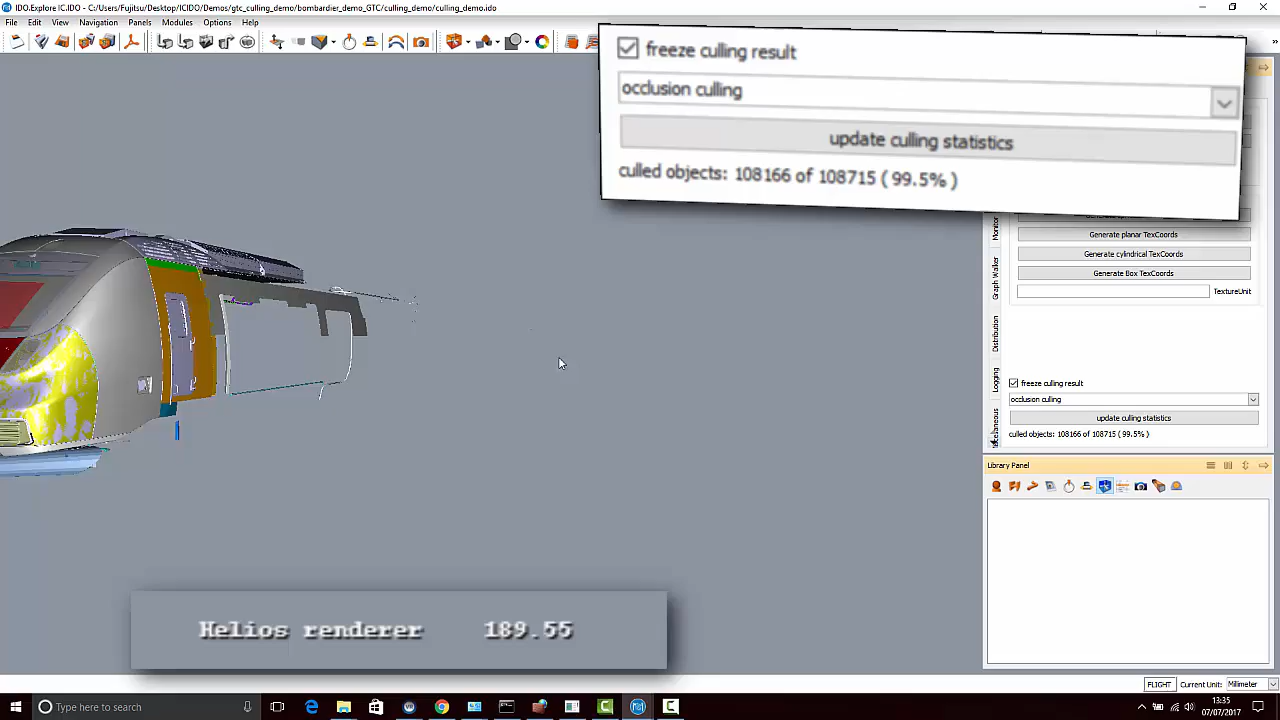 IDO.Explore IC.IDO - C:/Users/Fujitsu/Desktop/ICIDO/Demos/gtc_culling_demo/bombardier_demo_GTC/culling_demo/culling_demo.ido
File Edit View Navigation Panels Modules Options Help
freeze culling result
occlusion culling
update culling statistics
culled objects: 108166 of 108715 ( 99.5% )
Monitor
Graph Walker
Distribution
Logging
Generate planar TexCoords
Generate cylindrical TexCoords
Generate Box TexCoords
TextureUnit
freeze culling result
occlusion culling
update culling statistics
culled objects: 108166 of 108715 ( 99.5% )
Library Panel
Helios renderer 189.55
FLIGHT Current Unit: Millimeter
Type here to search
13:35
07/07/2017